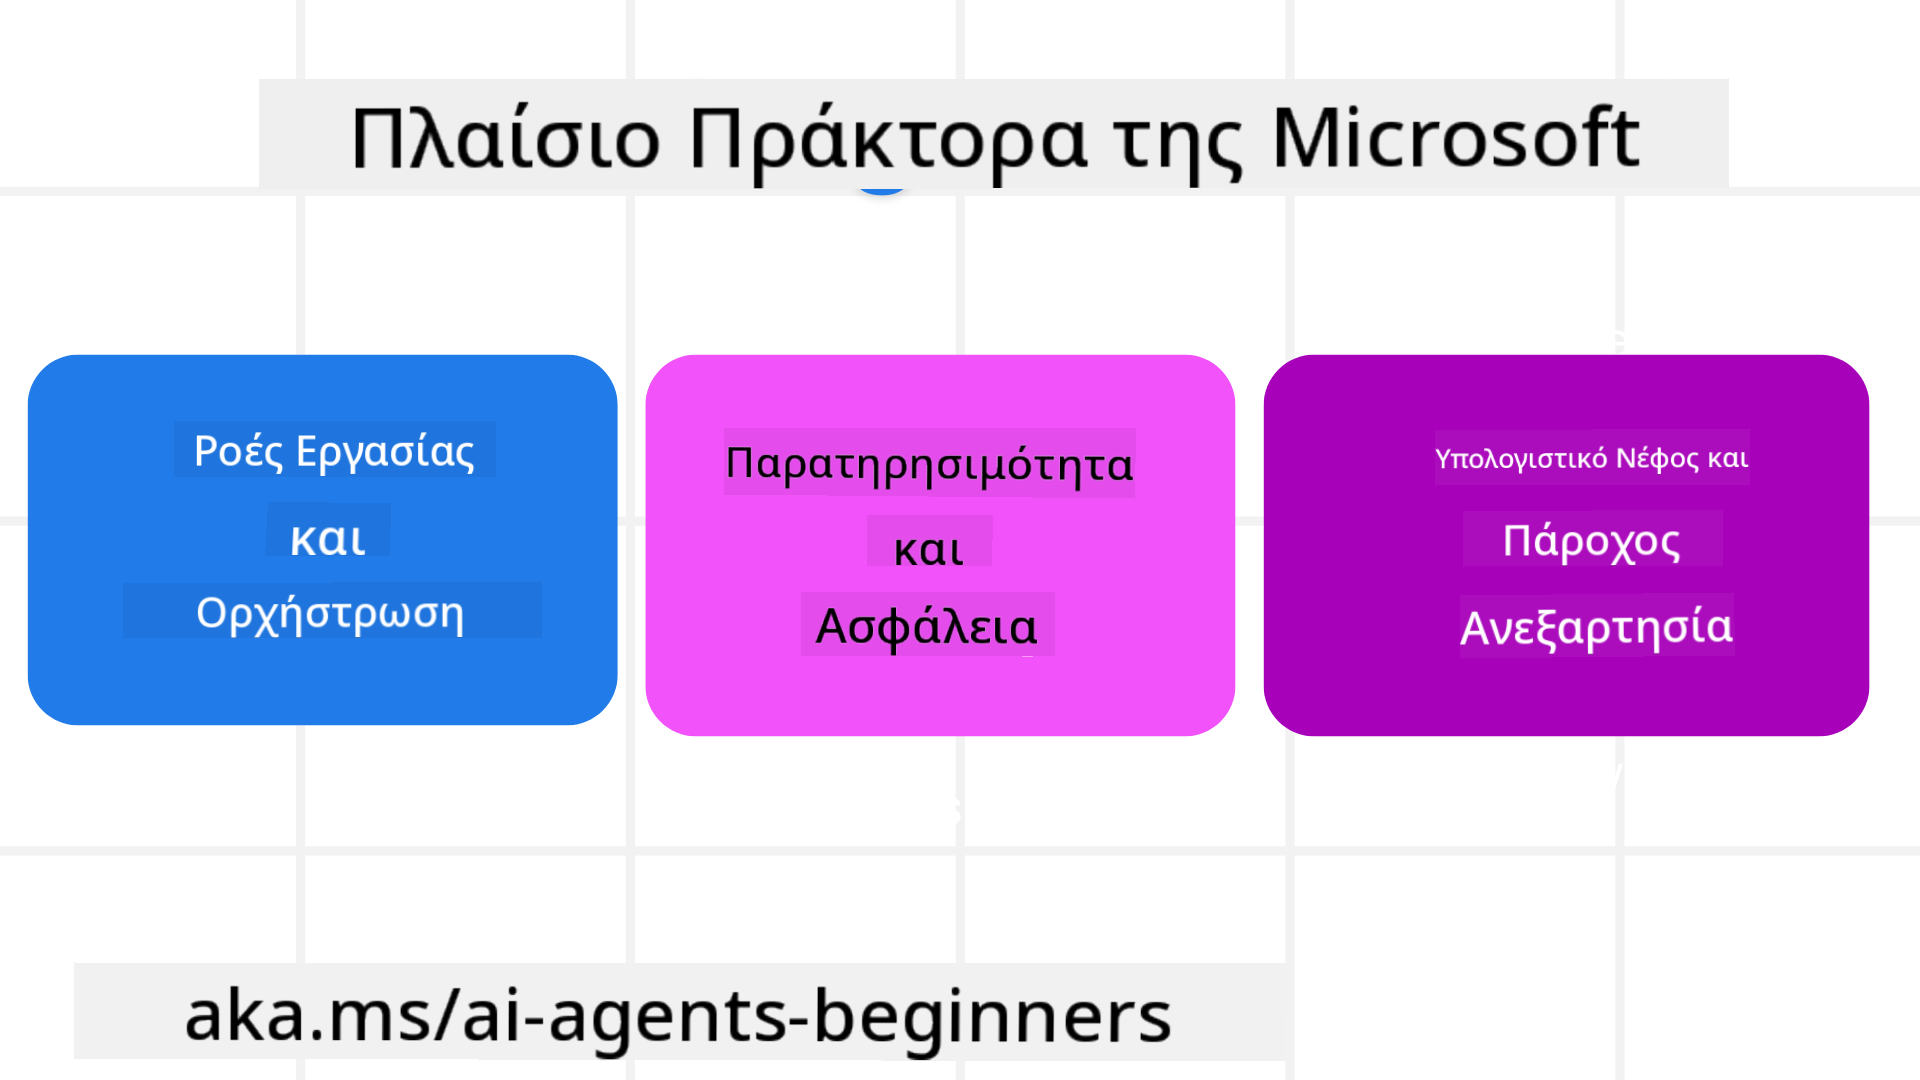 Πλαίσιο Πράκτορα της Microsoft
Ροές Εργασίας
και
Ορχήστρωση
Παρατηρησιμότητα
και
Ασφάλεια
Υπολογιστικό Νέφος και
Πάροχος
Ανεξαρτησία
aka.ms/ai-agents-beginners